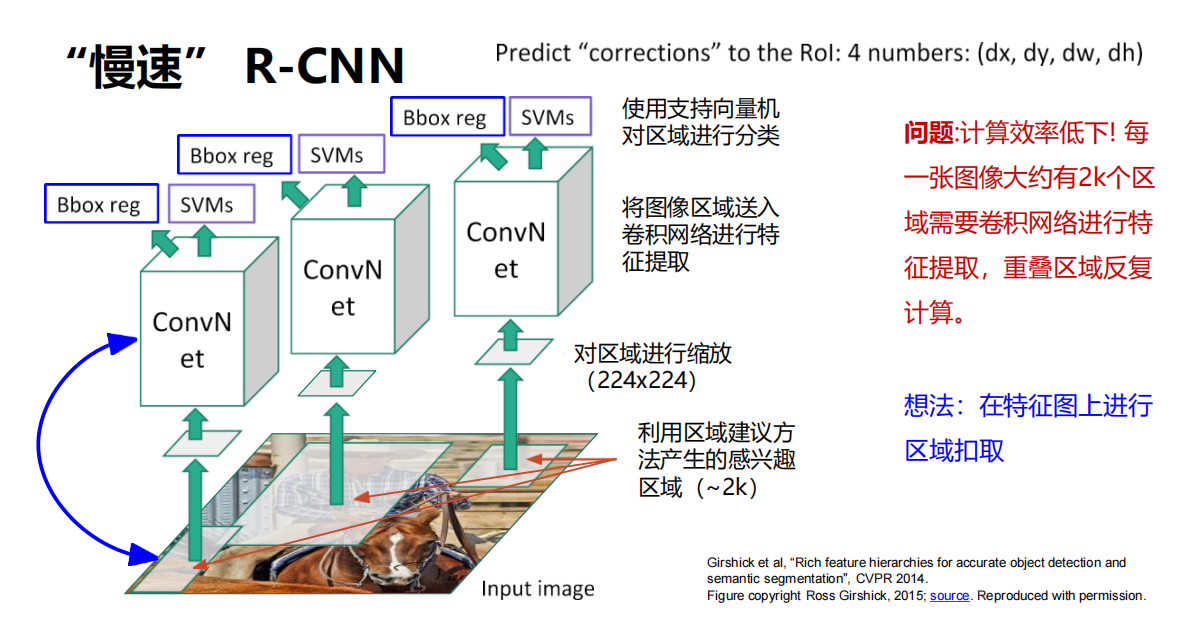 “慢速” R-CNN
Predict “corrections” to the RoI: 4 numbers: (dx, dy, dw, dh)
Bbox reg
SVMs
Bbox reg
SVMs
Bbox reg
SVMs
ConvN
et
ConvN
et
ConvN
et
使用支持向量机
对区域进行分类
将图像区域送入
卷积网络进行特
征提取
对区域进行缩放
（224x224）
利用区域建议方
法产生的感兴趣
区域（~2k）
Input image
问题:计算效率低下! 每
一张图像大约有2k个区
域需要卷积网络进行特
征提取，重叠区域反复
计算。
想法：在特征图上进行
区域扣取
Girshick et al, “Rich feature hierarchies for accurate object detection and
semantic segmentation”, CVPR 2014.
Figure copyright Ross Girshick, 2015; source. Reproduced with permission.